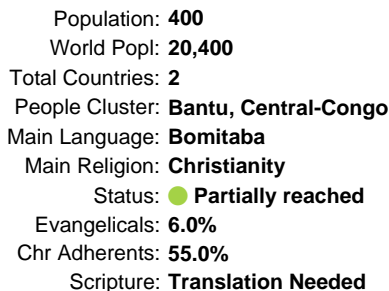 Population: 400
World Popl: 20,400
Total Countries: 2
People Cluster: Bantu, Central-Congo
Main Language: Bomitaba
Main Religion: Christianity
Status: Partially reached
Evangelicals: 6.0%
Chr Adherents: 55.0%
Scripture: Translation Needed